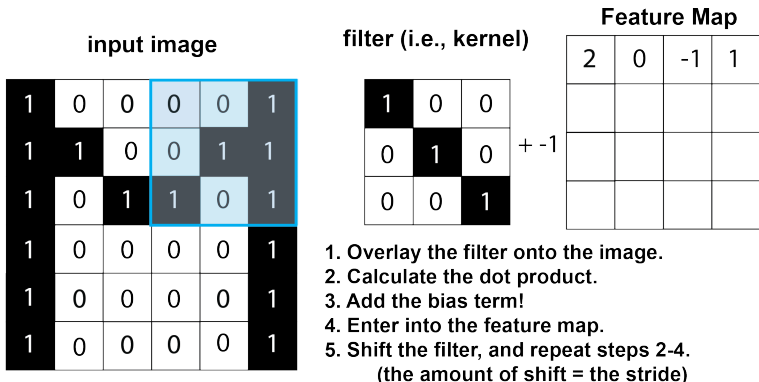 Feature Map
input image
filter (i.e., kernel)
2 0 -1 1
1 0 0 0 0 1
1 1 0 0 1 1
1 0 1 1 0 1
1 0 0 0 0 1
1 0 0 0 0 1
1 0 0 0 0 1
1 0 0
0 1 0
0 0 1
+ -1
1. Overlay the filter onto the image.
2. Calculate the dot product.
3. Add the bias term!
4. Enter into the feature map.
5. Shift the filter, and repeat steps 2-4.
(the amount of shift = the stride)